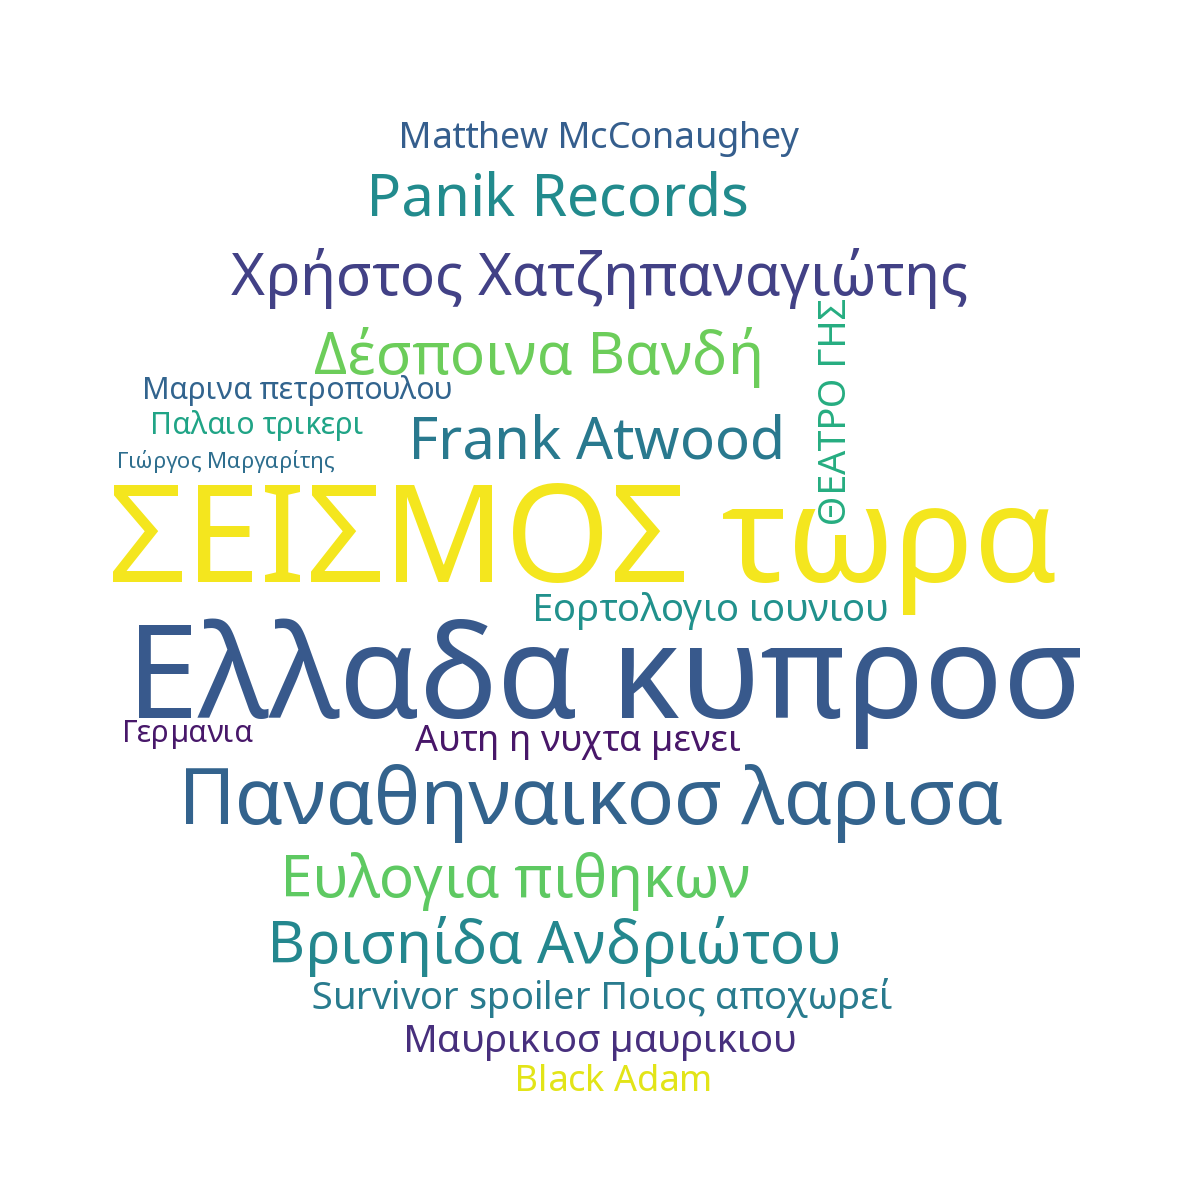 Matthew McConaughey
Panik Records
Χρήστος Χατζηπαναγιώτης
Δέσποινα Βανδή
ΘΕΑΤΡΟ ΓΗΣ
Μαρινα πετροπουλου
Παλαιο τρικερι
Frank Atwood
Γιώργος Μαργαρίτης
ΣΕΙΣΜΟΣ τωρα
Εορτολογιο ιουνιου
Ελλαδα κυπροσ
Γερμανια
Αυτη η νυχτα μενει
Παναθηναικοσ λαρισα
Ευλογια πιθηκων
Βρισηίδα Ανδριώτου
Survivor spoiler Ποιος αποχωρεί
Μαυρικιοσ μαυρικιου
Black Adam